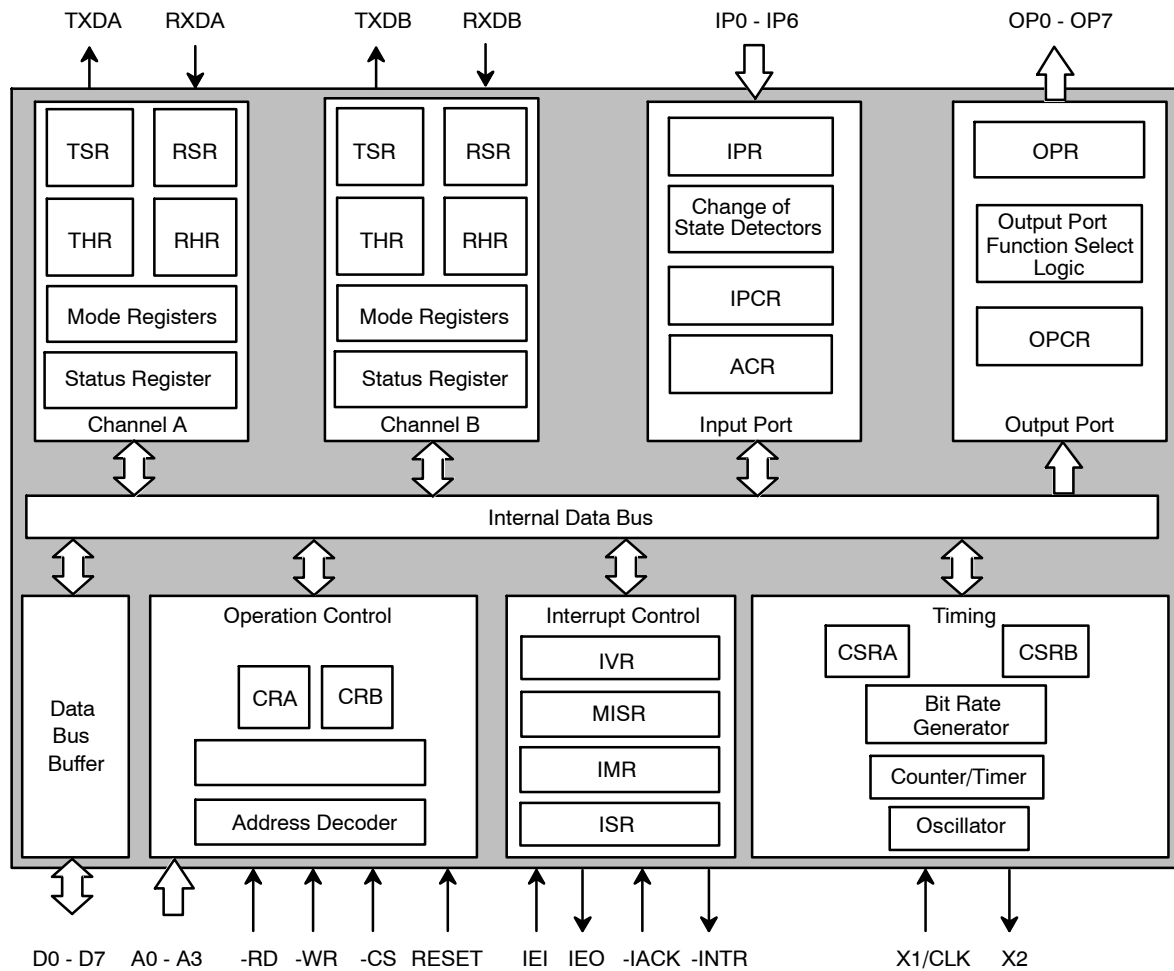 TXDA RXDA TXDB RXDB IP0 - IP6 OP0 - OP7
TSR RSR
THR RHR
Mode Registers
Status Register
Channel A
TSR RSR
THR RHR
Mode Registers
Status Register
Channel B
IPR
Change of
State Detectors
IPCR
ACR
Input Port
OPR
Output Port
Function Select
Logic
OPCR
Output Port
Internal Data Bus
Data
Bus
Buffer
Operation Control
CRA CRB
Address Decoder
Interrupt Control
IVR
MISR
IMR
ISR
Timing
CSRA CSRB
Bit Rate
Generator
Counter/Timer
Oscillator
D0 - D7 A0 - A3 -RD -WR -CS RESET IEI IEO -IACK -INTR X1/CLK X2